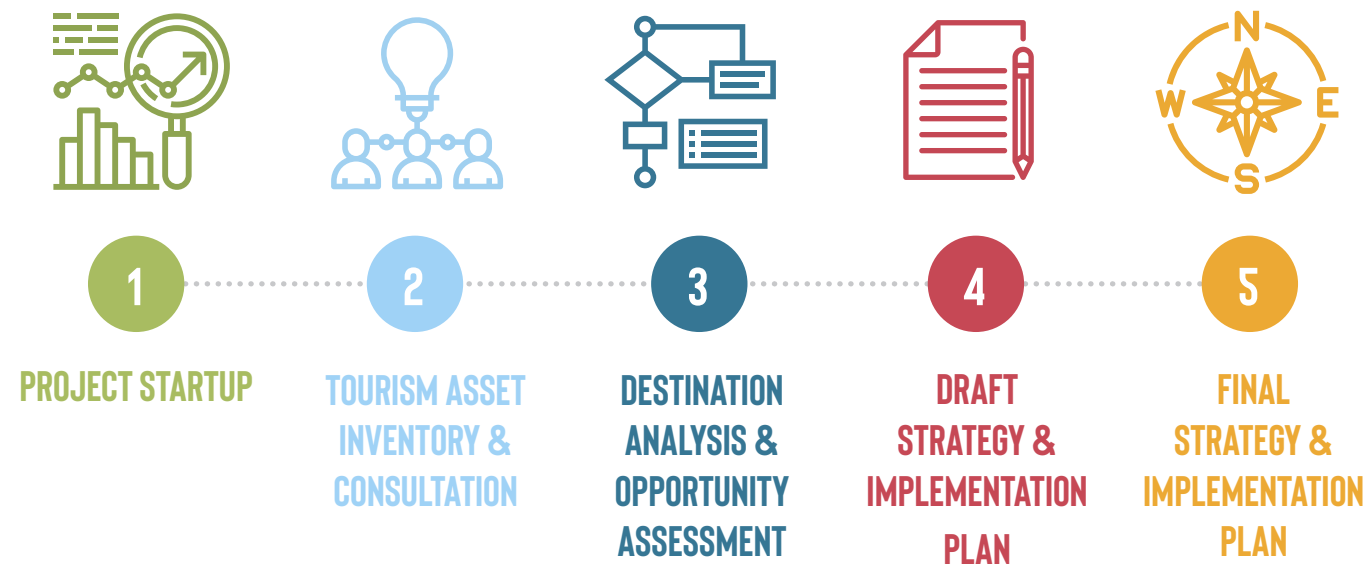 N
W
E
S
1
2
3
4
5
PROJECT STARTUP
TOURISM ASSET
INVENTORY &
CONSULTATION
DESTINATION
ANALYSIS &
OPPORTUNITY
ASSESSMENT
DRAFT
STRATEGY &
IMPLEMENTATION
PLAN
FINAL
STRATEGY &
IMPLEMENTATION
PLAN